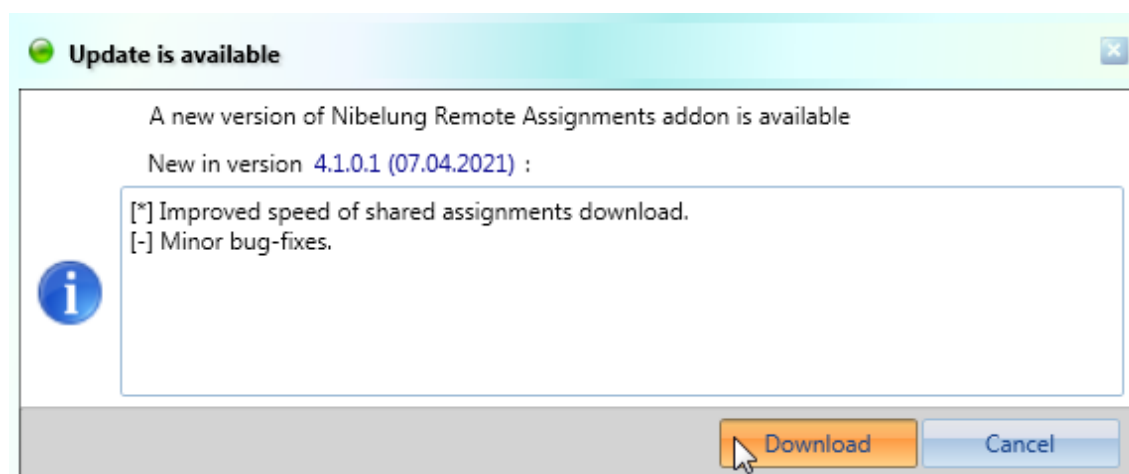 Update is available
A new version of Nibelung Remote Assignments addon is available
New in version 4.1.0.1 (07.04.2021) :
[*] Improved speed of shared assignments download.
[-] Minor bug-fixes.
Download Cancel